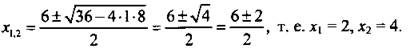 x₁,₂ = (6 ± √(36 − 4·1·8))/2 = (6 ± √4)/2 = (6 ± 2)/2, т. е. x₁ = 2, x₂ = 4.